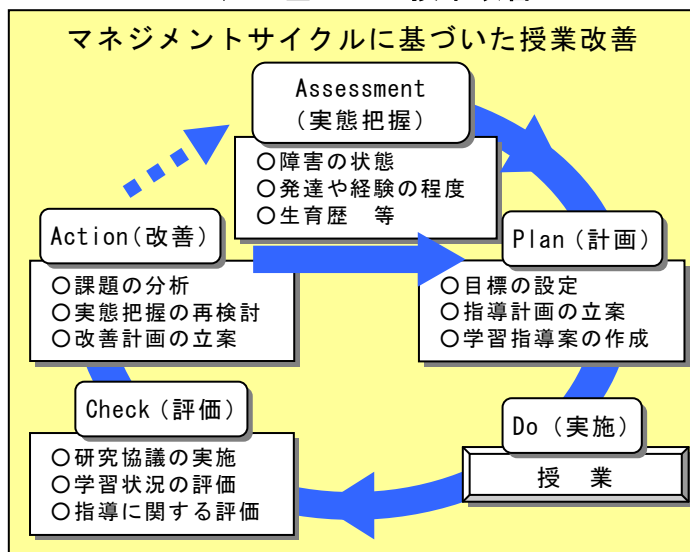 マネジメントサイクルに基づいた授業改善
Assessment
(実態把握)
○障害の状態
○発達や経験の程度
○生育歴　等
Action(改善)
○課題の分析
○実態把握の再検討
○改善計画の立案
Plan(計画)
○目標の設定
○指導計画の立案
○学習指導案の作成
Check(評価)
○研究協議の実施
○学習状況の評価
○指導に関する評価
Do(実施)
授　業